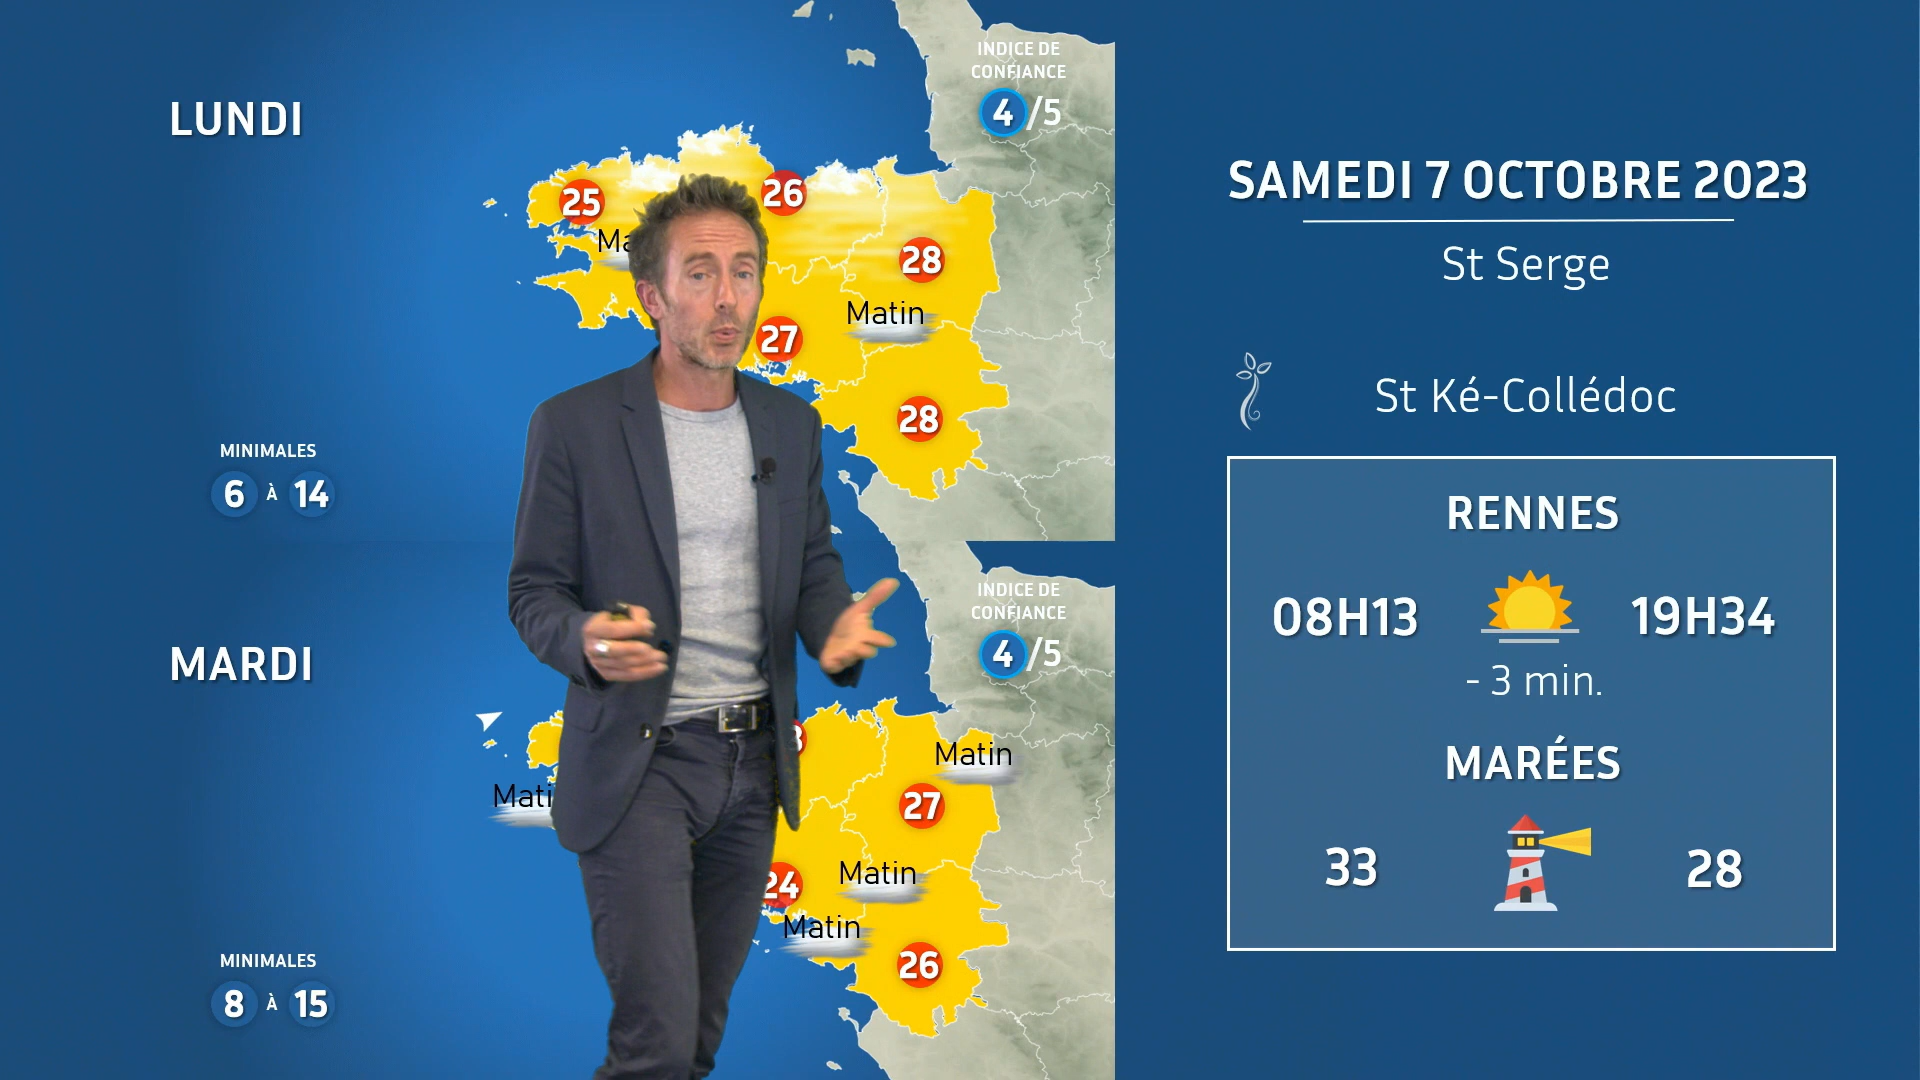 LUNDI
INDICE DE
CONFIANCE
4 /5
25
26
28
Matin
27
28
MINIMALES
6 À 14
MARDI
INDICE DE
CONFIANCE
4 /5
Matin
27
Matin
24
Matin
26
MINIMALES
8 À 15
SAMEDI 7 OCTOBRE 2023
St Serge
St Ké-Collédoc
RENNES
08H13 19H34
- 3 min.
MARÉES
33 28